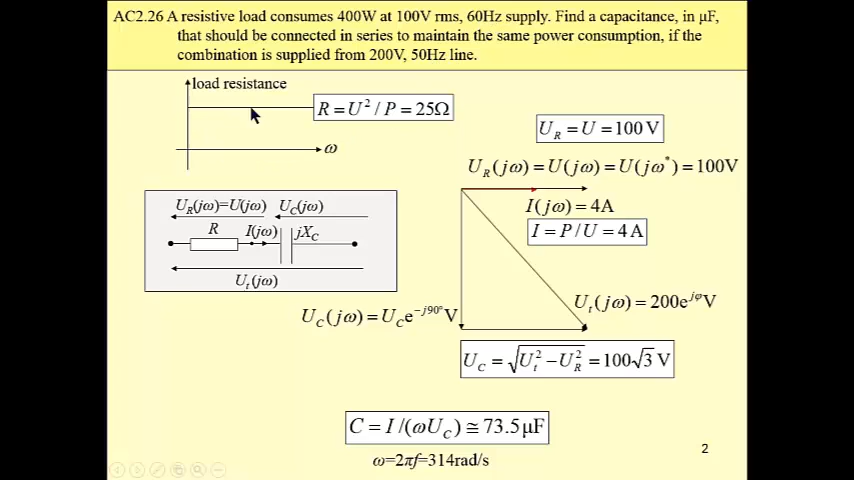 AC2.26 A resistive load consumes 400W at 100V rms, 60Hz supply. Find a capacitance, in μF,
that should be connected in series to maintain the same power consumption, if the
combination is supplied from 200V, 50Hz line.
load resistance
R = U² / P = 25Ω
ω
U_R = U = 100 V
U_R(jω) = U(jω) = U(jω*) = 100V
I(jω) = 4A
I = P / U = 4 A
U_R(jω)=U(jω) U_C(jω)
R I(jω) jX_C
U_t(jω)
U_C(jω) = U_C e^{-j90°} V
U_t(jω) = 200e^{jφ} V
U_C = √(U_t² − U_R²) = 100√3 V
C = I /(ωU_C) ≅ 73.5 μF
ω=2πf=314rad/s
2